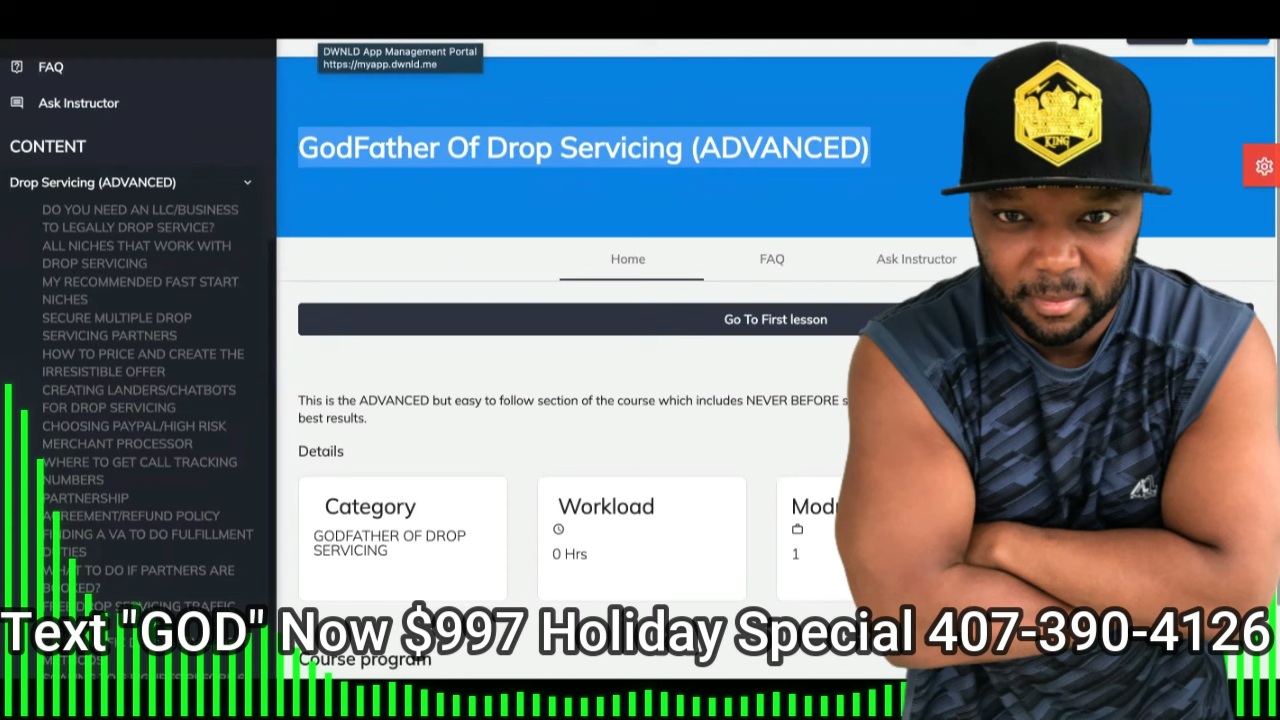 DWNLD App Management Portal
https://myapp.dwnld.me
FAQ
Ask Instructor
CONTENT
Drop Servicing (ADVANCED)
DO YOU NEED AN LLC/BUSINESS
TO LEGALLY DROP SERVICE?
ALL NICHES THAT WORK WITH
DROP SERVICING
MY RECOMMENDED FAST START
NICHES
SECURE MULTIPLE DROP
SERVICING PARTNERS
HOW TO PRICE AND CREATE THE
IRRESISTIBLE OFFER
CREATING LANDERS/CHATBOTS
FOR DROP SERVICING
CHOOSING PAYPAL/HIGH RISK
MERCHANT PROCESSOR
WHERE TO GET CALL TRACKING
NUMBERS
PARTNERSHIP
AGREEMENT/REFUND POLICY
FINDING A VA TO DO FULFILLMENT
DUTIES
WHAT TO DO IF PARTNERS ARE
BOOKED?
FREE DROP SERVICING TRAFFIC
METHODS
GodFather Of Drop Servicing (ADVANCED)
Home
FAQ
Ask Instructor
Go To First lesson
This is the ADVANCED but easy to follow section of the course which includes NEVER BEFORE
best results.
Details
Category
GODFATHER OF DROP
SERVICING
Workload
0 Hrs
Mod
1
Course program
KING
Text "GOD" Now $997 Holiday Special 407-390-4126